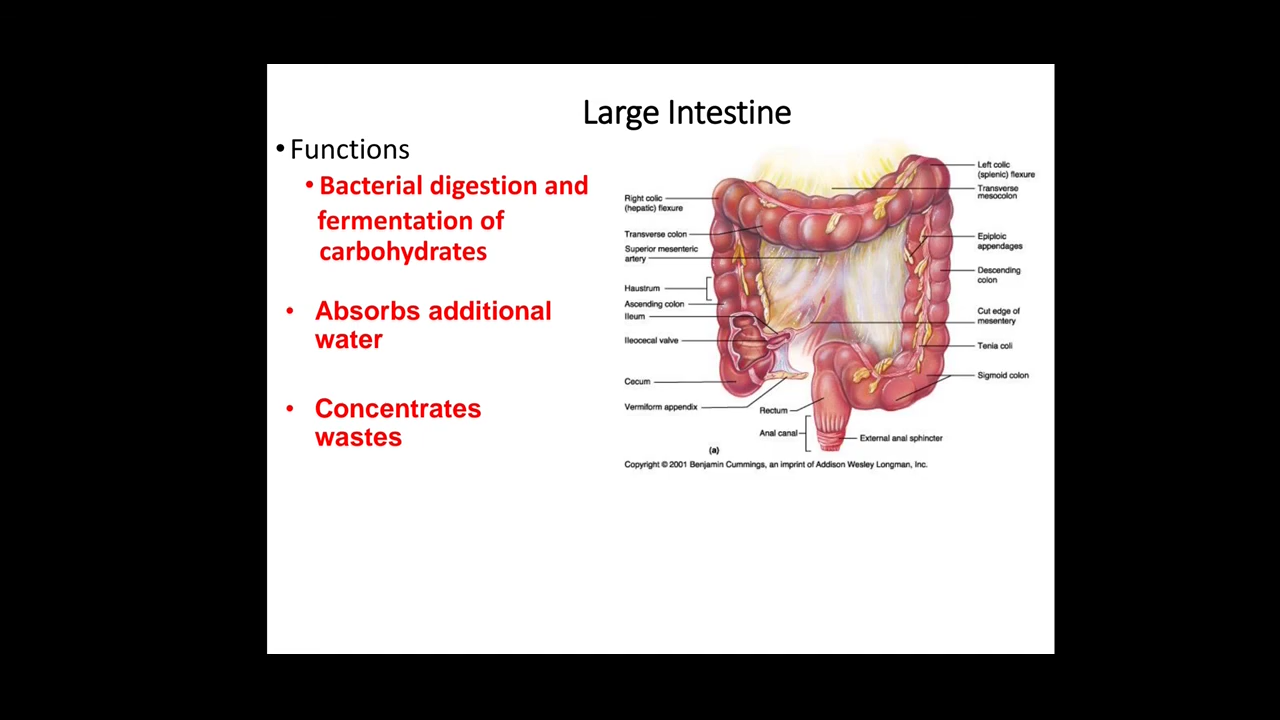 Large Intestine
• Functions
• Bacterial digestion and
fermentation of
carbohydrates
• Absorbs additional
water
• Concentrates
wastes
Right colic
(hepatic) flexure
Transverse colon
Superior mesenteric
artery
Haustrum
Ascending colon
Ileum
Ileocecal valve
Cecum
Vermiform appendix
Rectum
Anal canal
Left colic
(splenic) flexure
Transverse
mesocolon
Epiploic
appendages
Descending
colon
Cut edge of
mesentery
Tenia coli
Sigmoid colon
External anal sphincter
(a)
Copyright © 2001 Benjamin Cummings, an imprint of Addison Wesley Longman, Inc.